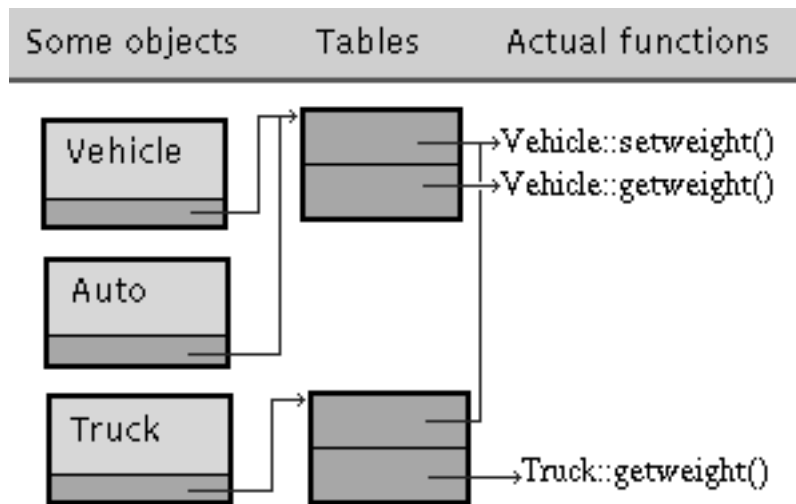 Some objects Tables Actual functions
Vehicle
Vehicle::setweight()
Vehicle::getweight()
Auto
Truck
Truck::getweight()